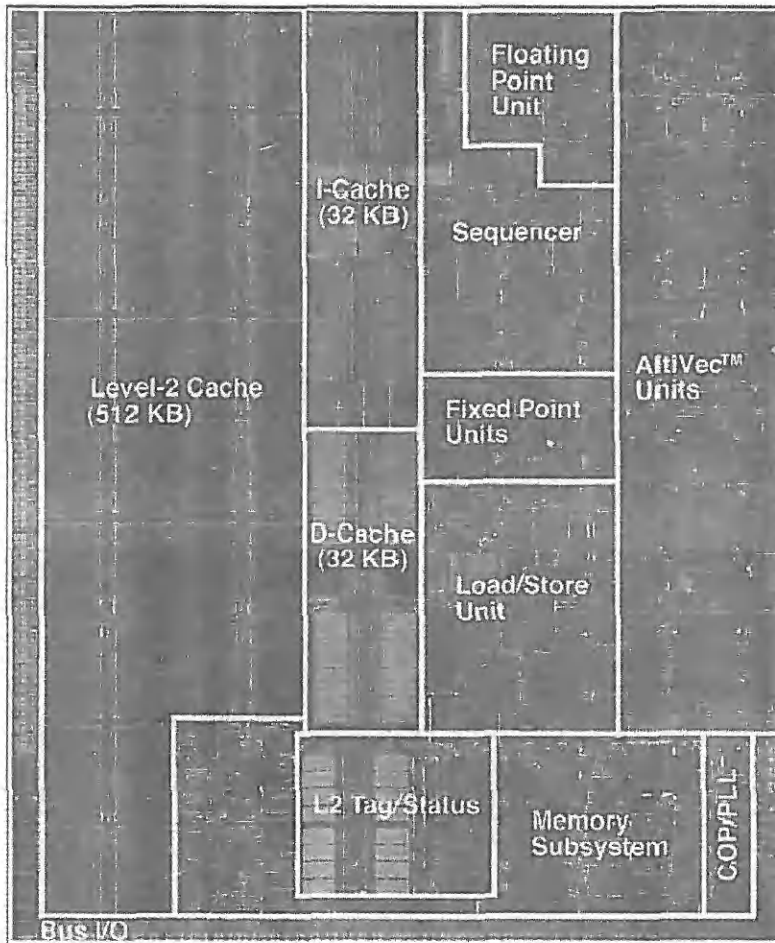 Floating
Point
Unit
I-Cache
(32 KB)
Sequencer
AltiVec™
Units
Level-2 Cache
(512 KB)
Fixed Point
Units
D-Cache
(32 KB)
Load/Store
Unit
L2 Tag/Status
Memory
Subsystem
COP/PLL
Bus I/O